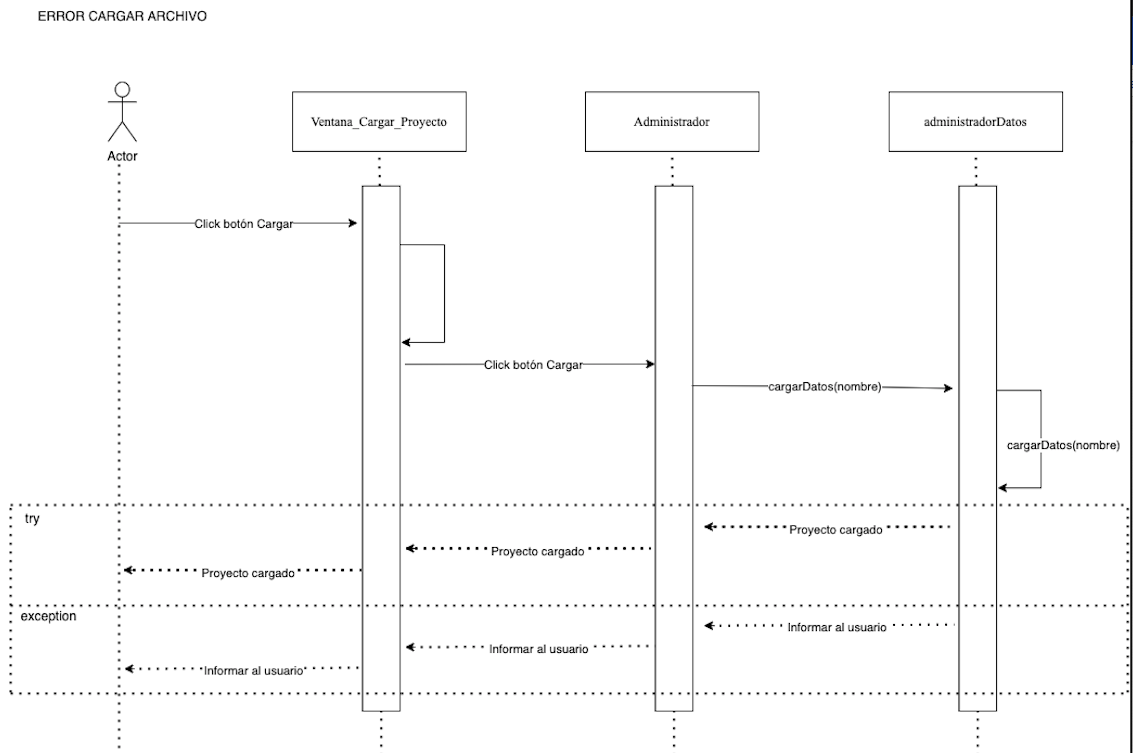 ERROR CARGAR ARCHIVO
Actor
Ventana_Cargar_Proyecto
Administrador
administradorDatos
Click botón Cargar
Click botón Cargar
cargarDatos(nombre)
cargarDatos(nombre)
try
Proyecto cargado
Proyecto cargado
Proyecto cargado
exception
Informar al usuario
Informar al usuario
Informar al usuario